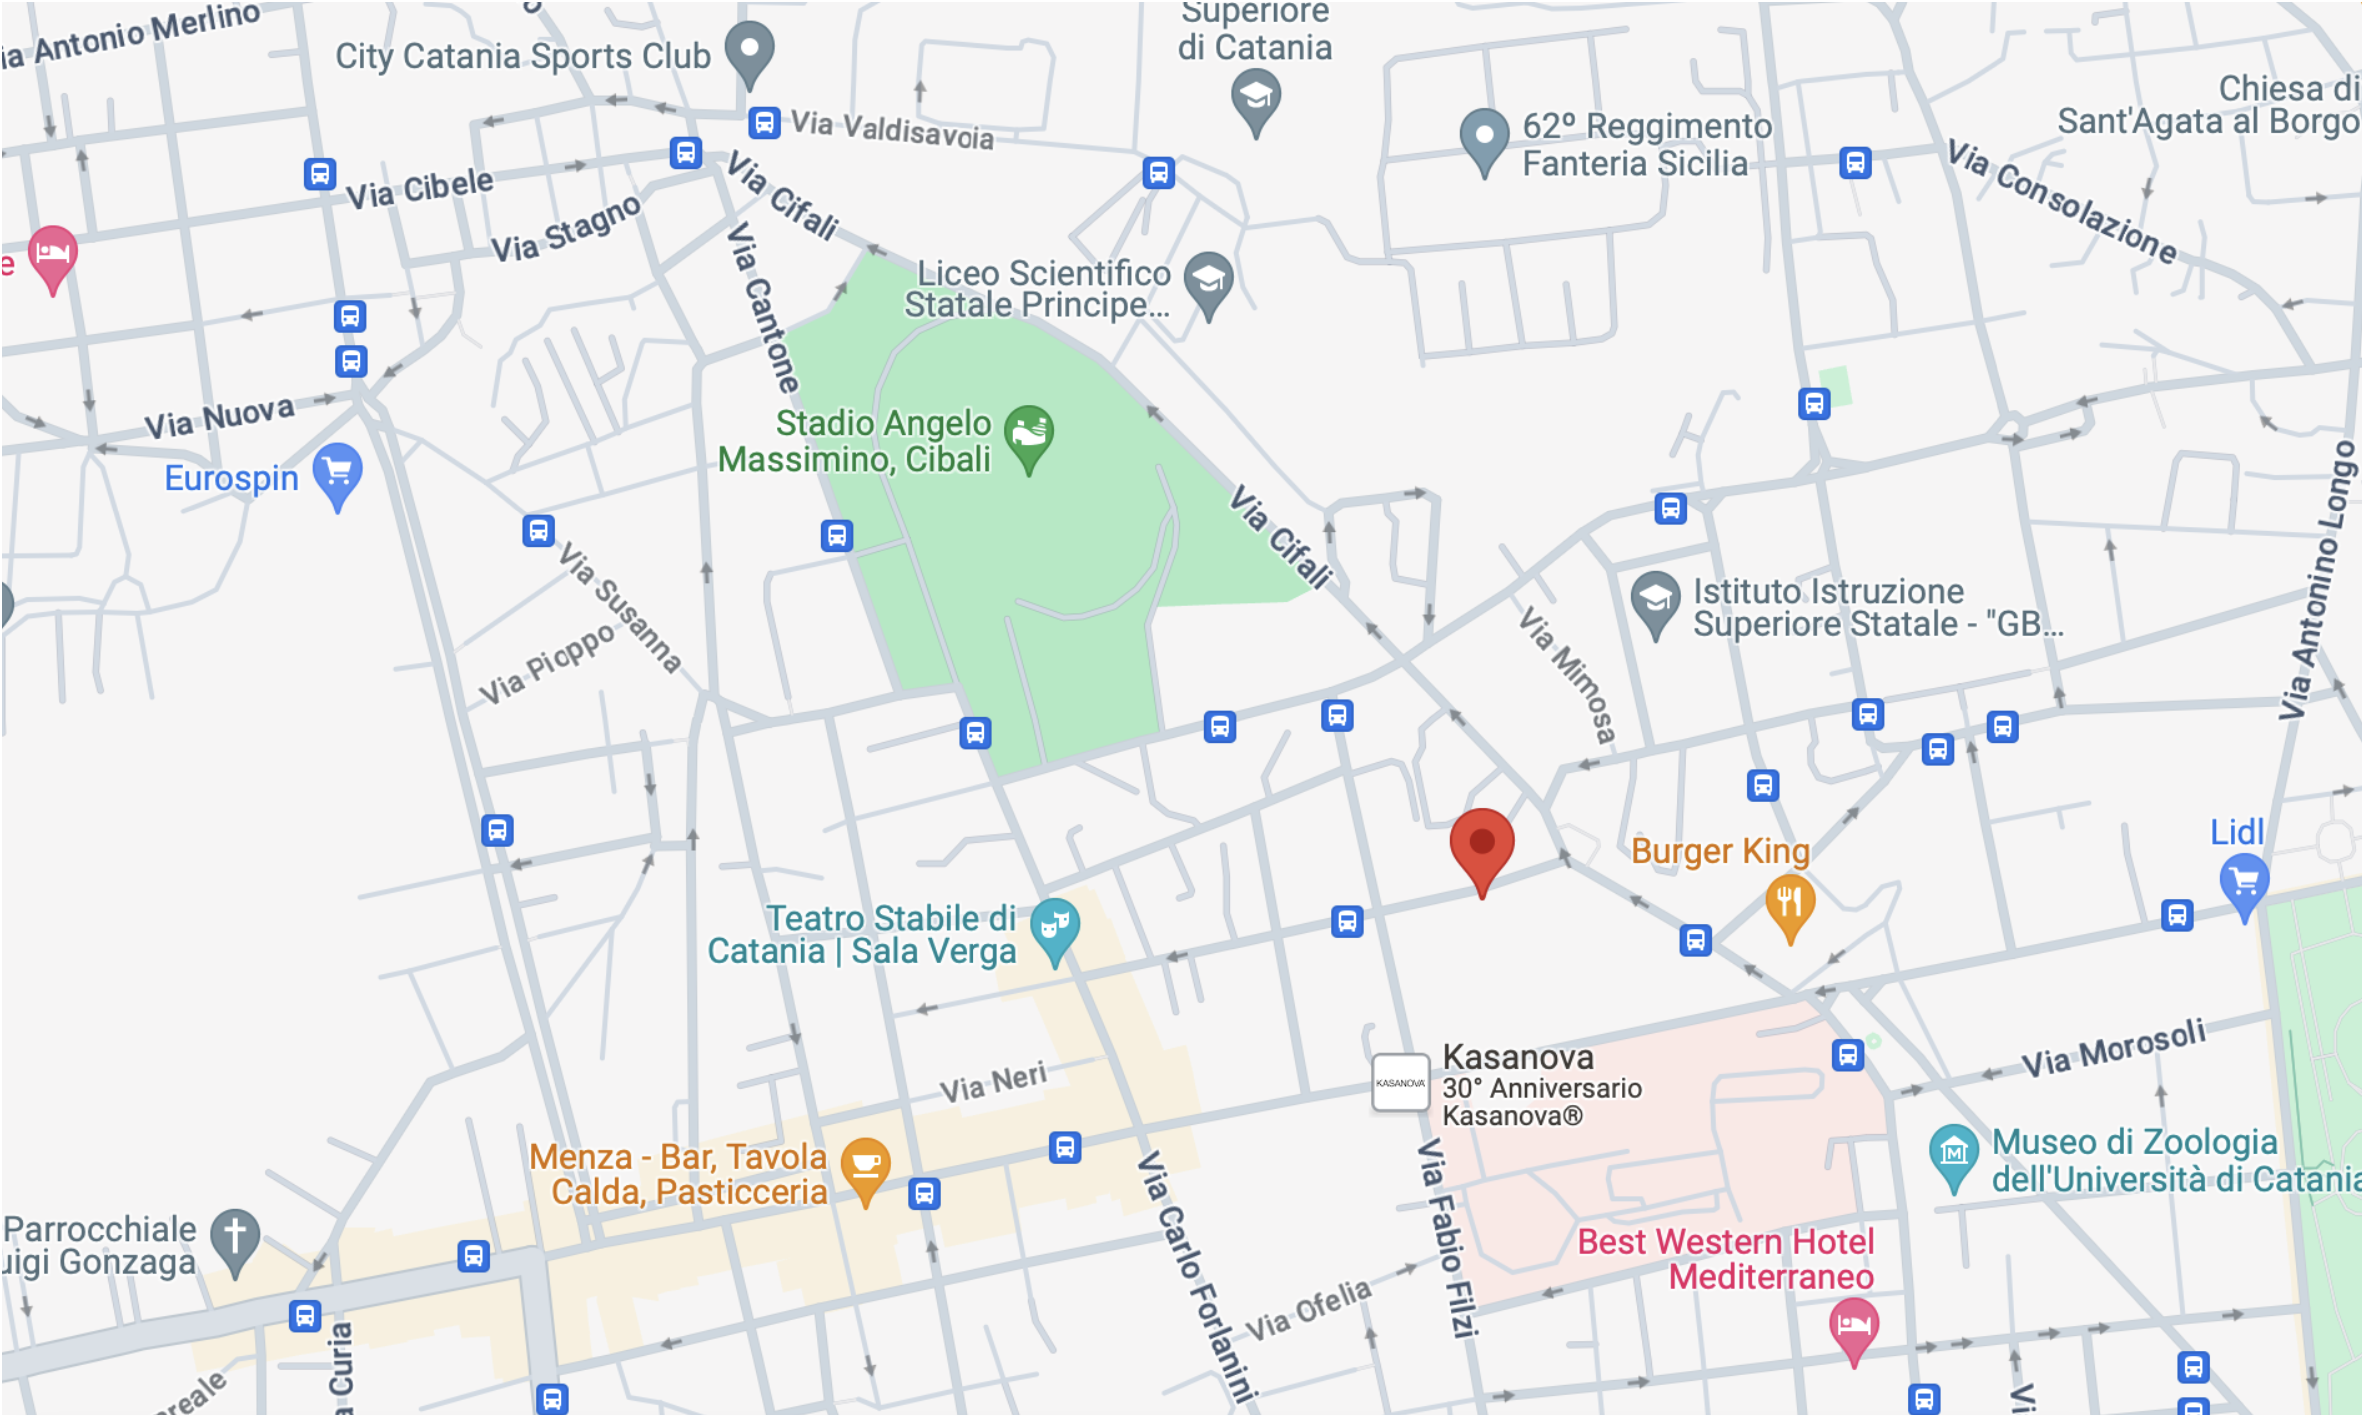 ia Antonio Merlino
City Catania Sports Club
Superiore
di Catania
Via Valdisavoia
62º Reggimento
Fanteria Sicilia
Chiesa di
Sant'Agata al Borgo
Via Consolazione
Via Cibele
Via Stagno
Via Cifali
Via Cantone
e
Liceo Scientifico
Statale Principe...
Via Nuova
Eurospin
Stadio Angelo
Massimino, Cibali
Via Cifali
Via Antonino Longo
Via Susanna
Via Pioppo
Via Mimosa
Istituto Istruzione
Superiore Statale - "GB...
Burger King
Lidl
Teatro Stabile di
Catania | Sala Verga
Via Neri
KASANOVA
Kasanova
30° Anniversario
Kasanova®
Via Morosoli
Menza - Bar, Tavola
Calda, Pasticceria
Museo di Zoologia
dell'Università di Catania
Parrocchiale
uigi Gonzaga
Via Carlo Forlanini
Via Fabio Filzi
Best Western Hotel
Mediterraneo
Via Ofelia
a Curia
reale
Vi